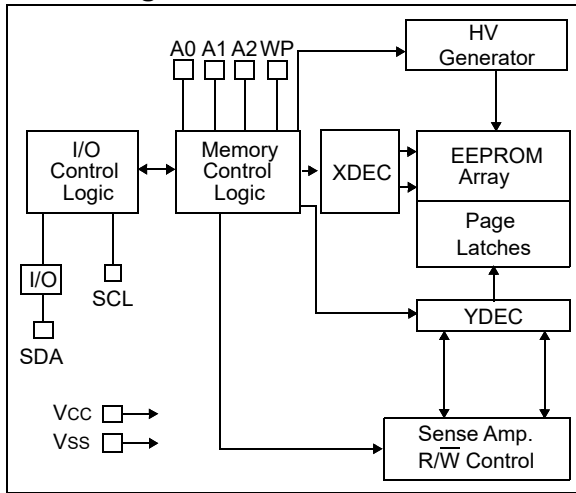 A0 A1 A2 WP
HV
Generator
I/O
Control
Logic
Memory
Control
Logic
XDEC
EEPROM
Array
Page
Latches
I/O
SCL
SDA
YDEC
Vcc
Vss
Sense Amp.
R/W̅ Control